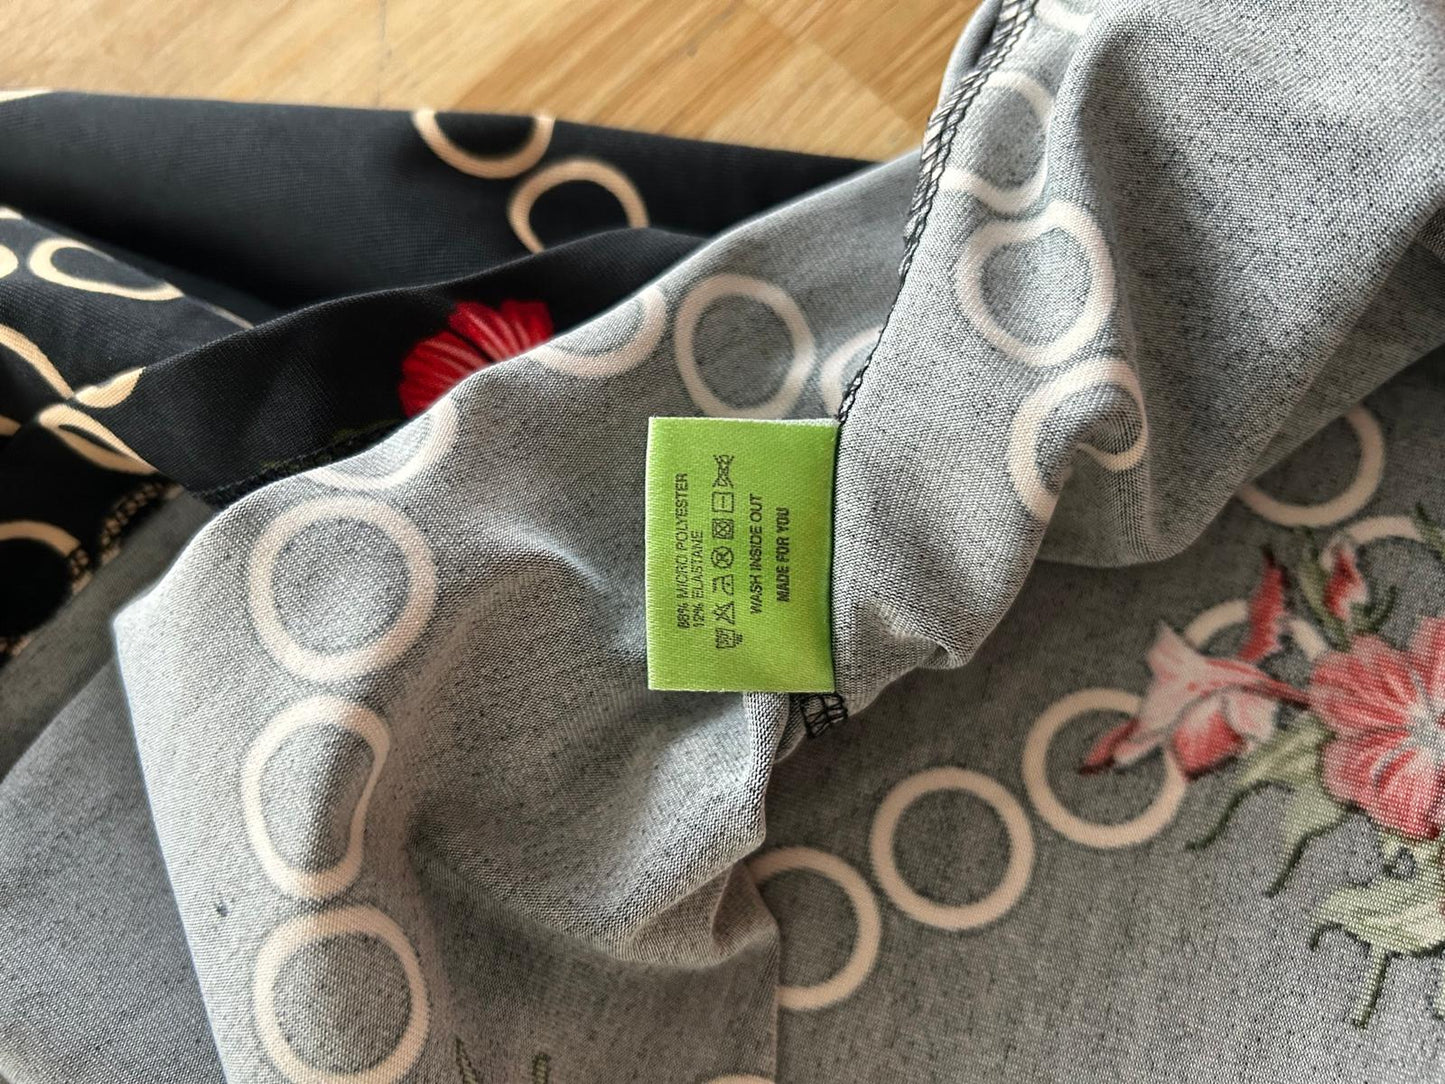 88% MICRO POLYESTER
12% ELASTANE
WASH INSIDE OUT
MADE FOR YOU